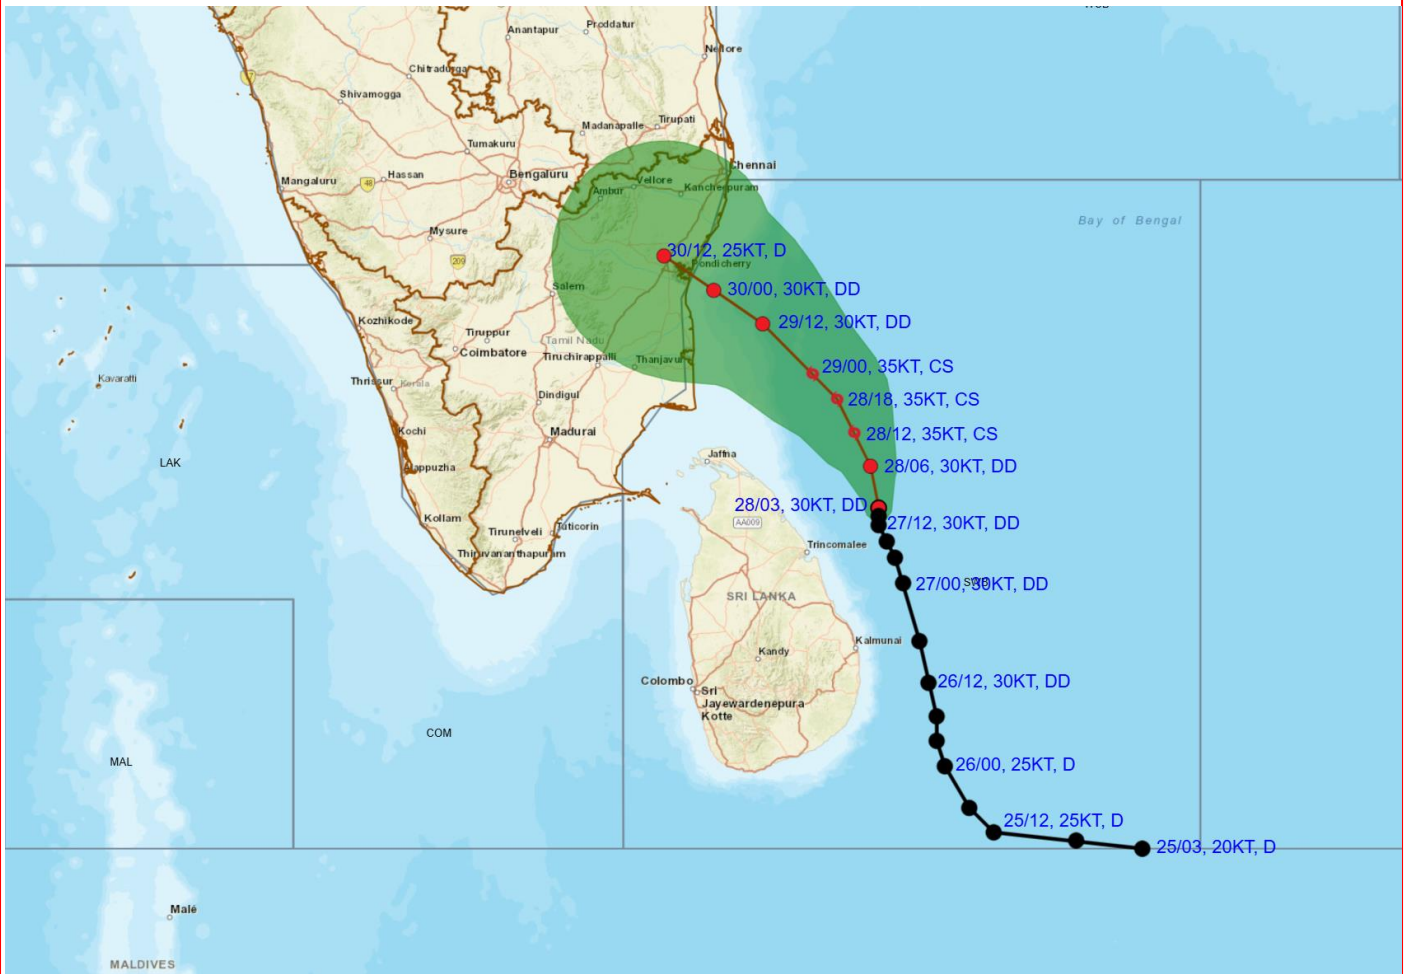 Anantapur
Proddatur
Nellore
Chitradurga
Shivamogga
Madanapalle
Tirupati
Tumakuru
Chennai
Mangaluru
48
Hassan
Bengaluru
Vellore
Ambur
Kancheepuram
Bay of Bengal
Mysure
209
30/12, 25KT, D
Pondicherry
Salem
30/00, 30KT, DD
Kozhikode
29/12, 30KT, DD
Tiruppur
Tamil Nadu
Coimbatore
Tiruchirappalli
Thanjavur
29/00, 35KT, CS
Kavaratti
Thrissur
Kerala
Dindigul
28/18, 35KT, CS
Kochi
Madurai
28/12, 35KT, CS
LAK
Alappuzha
Jaffna
28/06, 30KT, DD
28/03, 30KT, DD
Kollam
AA009
27/12, 30KT, DD
Tirunelveli
Tuticorin
Trincomalee
Thiruvananthapuram
27/00, 30KT, DD
SRI LANKA
Kalmunai
Kandy
Colombo
26/12, 30KT, DD
Sri
Jayewardenepura
Kotte
COM
MAL
26/00, 25KT, D
25/12, 25KT, D
25/03, 20KT, D
Malé
MALDIVES